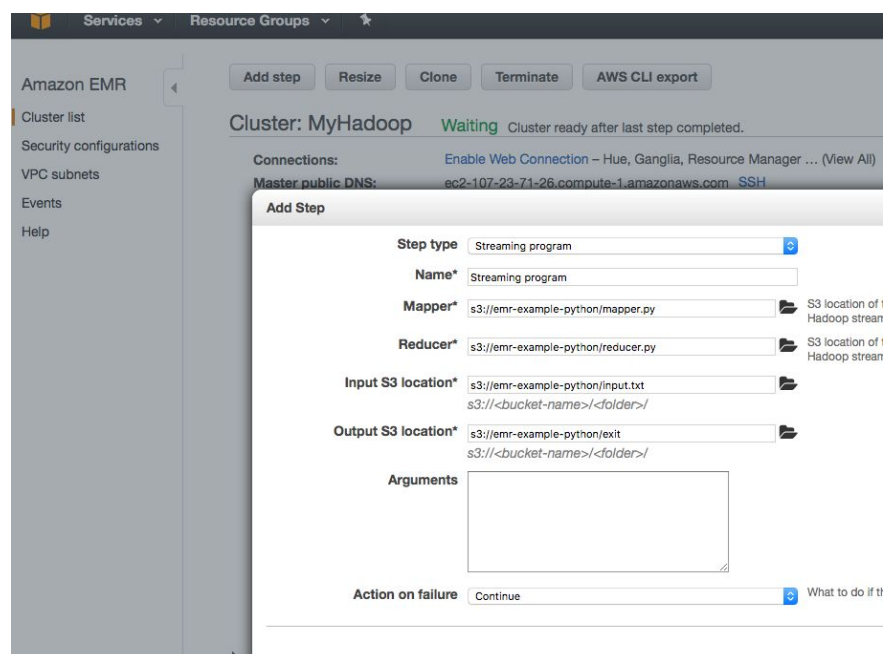 Services Resource Groups
Amazon EMR
Cluster list
Security configurations
VPC subnets
Events
Help
Add step Resize Clone Terminate AWS CLI export
Cluster: MyHadoop Waiting Cluster ready after last step completed.
Connections: Enable Web Connection – Hue, Ganglia, Resource Manager ... (View All)
Master public DNS: ec2-107-23-71-26.compute-1.amazonaws.com SSH
Add Step
Step type Streaming program
Name* Streaming program
Mapper* s3://emr-example-python/mapper.py S3 location of
Hadoop
Reducer* s3://emr-example-python/reducer.py S3 location of
Hadoop
Input S3 location* s3://emr-example-python/input.txt
s3://<bucket-name>/<folder>/
Output S3 location* s3://emr-example-python/exit
s3://<bucket-name>/<folder>/
Arguments
Action on failure Continue What to do if